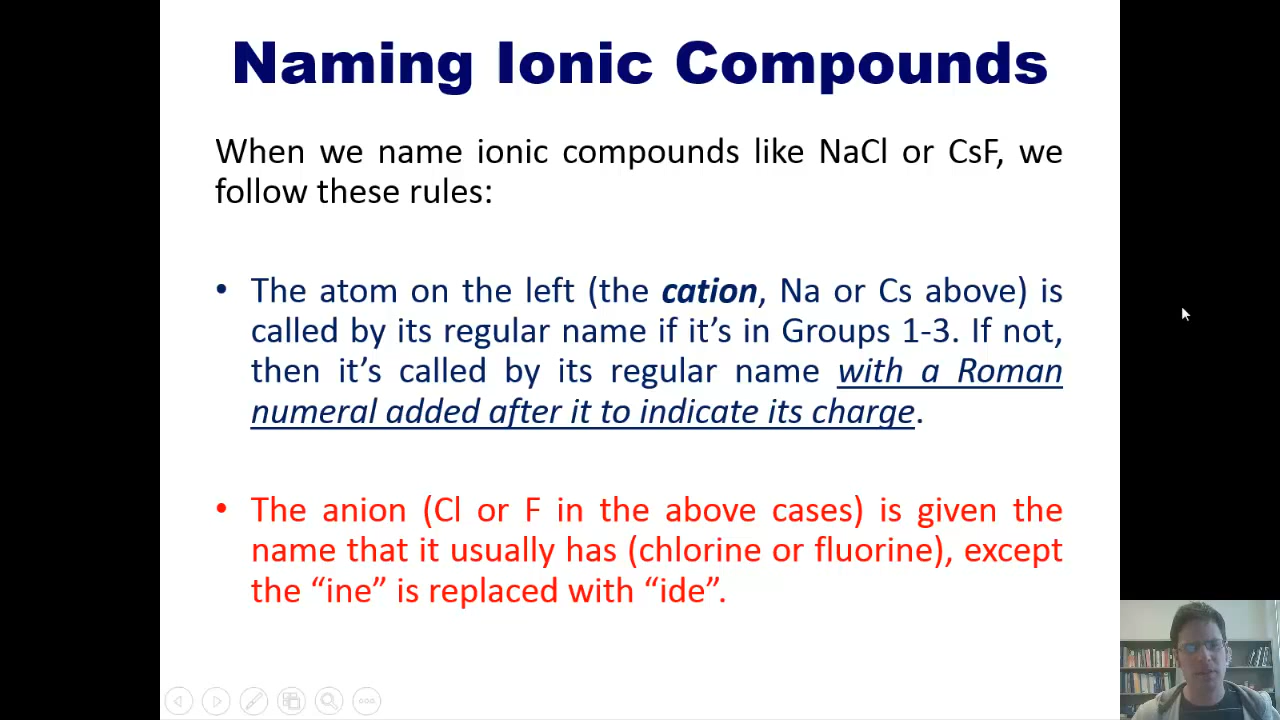 Naming Ionic Compounds
When we name ionic compounds like NaCl or CsF, we
follow these rules:
• The atom on the left (the cation, Na or Cs above) is
called by its regular name if it’s in Groups 1-3. If not,
then it’s called by its regular name with a Roman
numeral added after it to indicate its charge.
• The anion (Cl or F in the above cases) is given the
name that it usually has (chlorine or fluorine), except
the “ine” is replaced with “ide”.